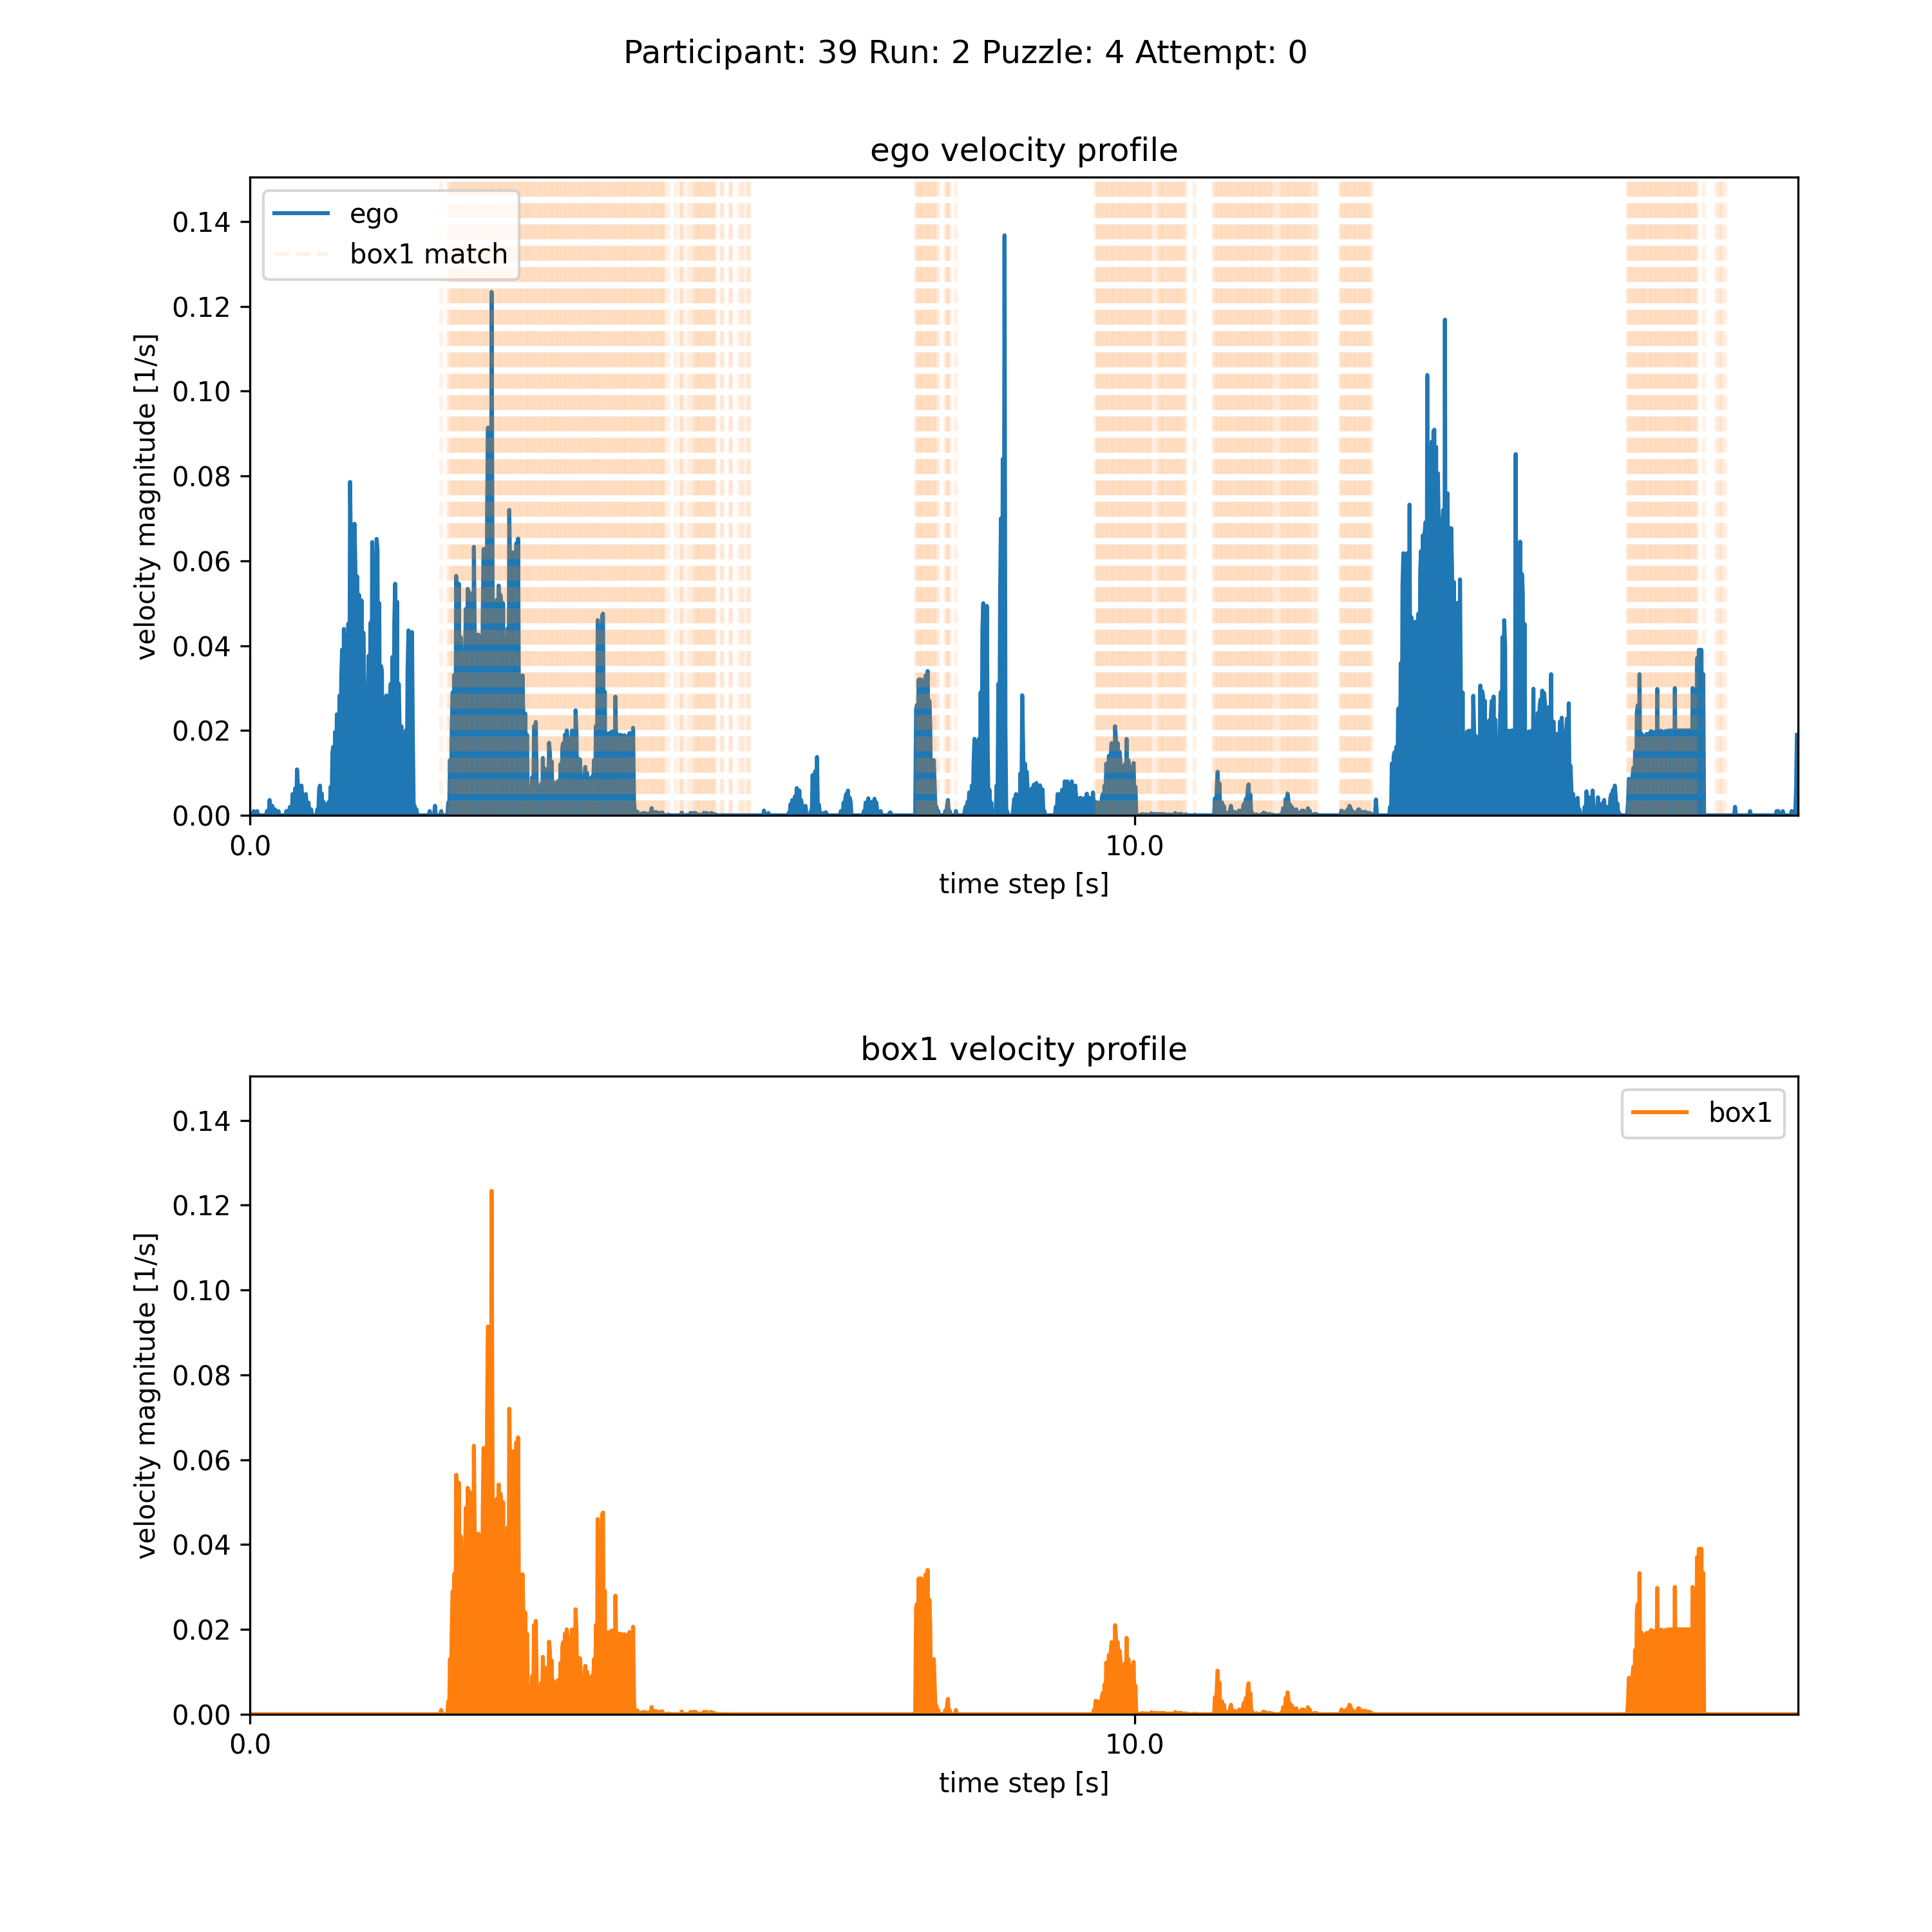 Participant: 39 Run: 2 Puzzle: 4 Attempt: 0
ego velocity profile
ego
box1 match
velocity magnitude [1/s]
0.14
0.12
0.10
0.08
0.06
0.04
0.02
0.00
0.0 10.0
time step [s]
box1 velocity profile
box1
velocity magnitude [1/s]
0.14
0.12
0.10
0.08
0.06
0.04
0.02
0.00
0.0 10.0
time step [s]